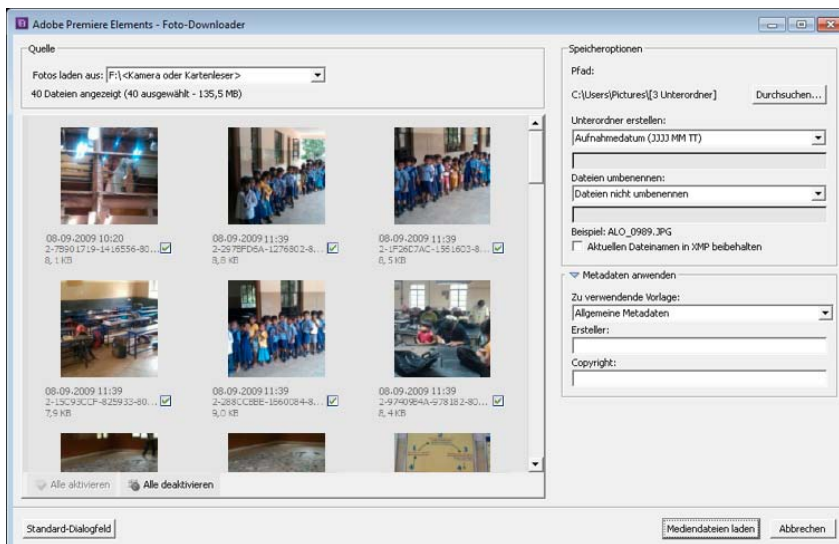 Adobe Premiere Elements - Foto-Downloader
Quelle
Fotos laden aus: F:\<Kamera oder Kartenleser>
40 Dateien angezeigt (40 ausgewählt - 135,5 MB)
08-09-2009 10:20
08-09-2009 11:39
08-09-2009 11:39
8,1 KB
8,8 KB
8,5 KB
08-09-2009 11:39
08-09-2009 11:39
08-09-2009 11:39
7,9 KB
9,0 KB
8,4 KB
Alle aktivieren
Alle deaktivieren
Standard-Dialogfeld
Speicheroptionen
Pfad:
C:\Users\Pictures\[3 Unterordner]
Durchsuchen...
Unterordner erstellen:
Aufnahmedatum (JJJJ MM TT)
Dateien umbenennen:
Dateien nicht umbenennen
Beispiel: ALO_0989.JPG
Aktuellen Dateinamen in XMP beibehalten
Metadaten anwenden
Zu verwendende Vorlage:
Allgemeine Metadaten
Ersteller:
Copyright:
Mediendateien laden
Abbrechen